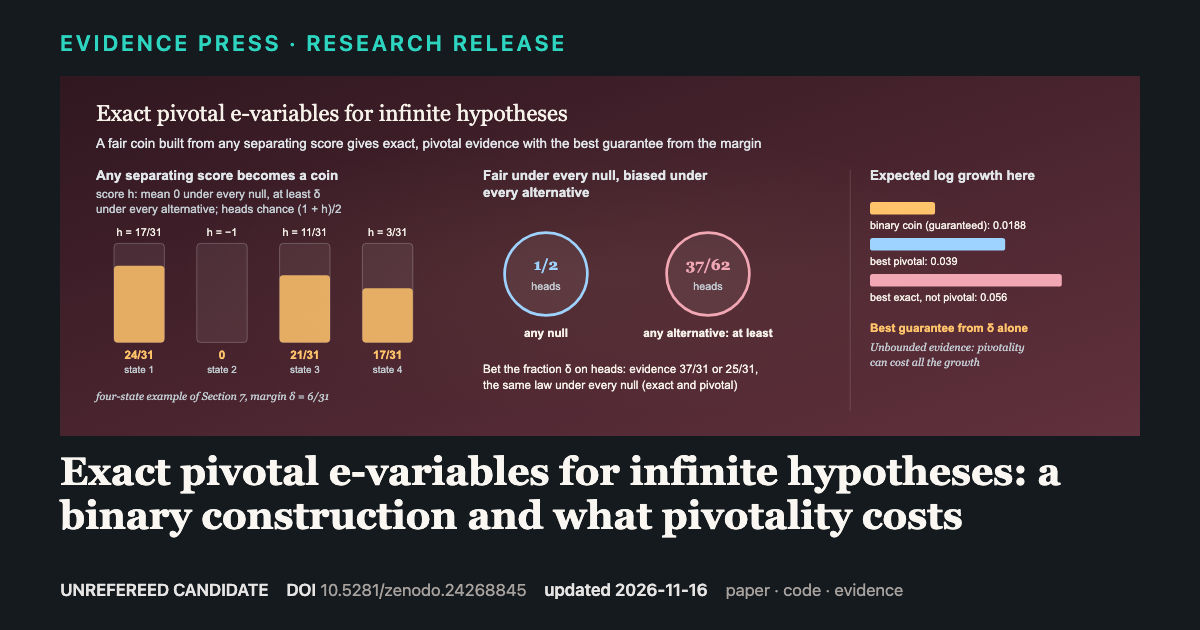 EVIDENCE PRESS · RESEARCH RELEASE
Exact pivotal e-variables for infinite hypotheses
A fair coin built from any separating score gives exact, pivotal evidence with the best guarantee from the margin
Any separating score becomes a coin
score h: mean 0 under every null, at least δ
under every alternative; heads chance (1 + h)/2
h = 17/31
h = −1
h = 11/31
h = 3/31
24/31
0
21/31
17/31
state 1
state 2
state 3
state 4
four-state example of Section 7, margin δ = 6/31
Fair under every null, biased under
every alternative
1/2
heads
37/62
heads
any null
any alternative: at least
Bet the fraction δ on heads: evidence 37/31 or 25/31,
the same law under every null (exact and pivotal)
Expected log growth here
binary coin (guaranteed): 0.0188
best pivotal: 0.039
best exact, not pivotal: 0.056
Best guarantee from δ alone
Unbounded evidence: pivotality
can cost all the growth
Exact pivotal e-variables for infinite hypotheses: a
binary construction and what pivotality costs
UNREFEREED CANDIDATE DOI 10.5281/zenodo.24268845 updated 2026-11-16 paper · code · evidence